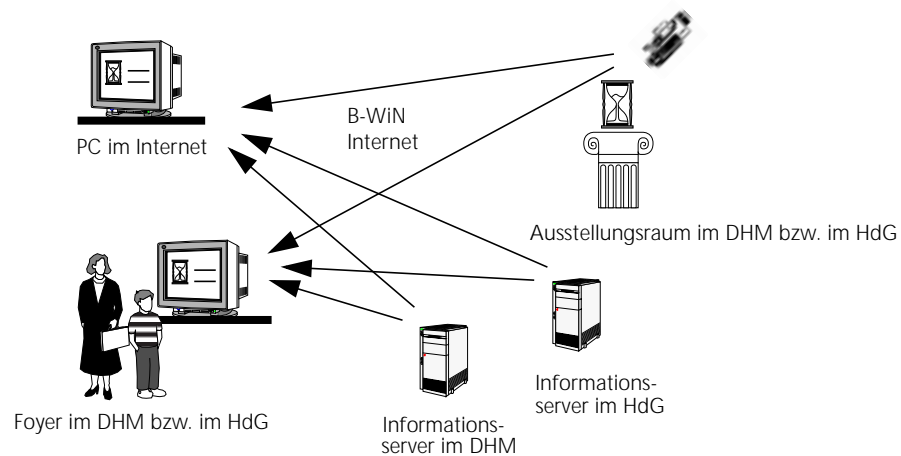 B-WiN
Internet
PC im Internet
Ausstellungsraum im DHM bzw. im HdG
Foyer im DHM bzw. im HdG
Informations-
server im DHM
Informations-
server im HdG